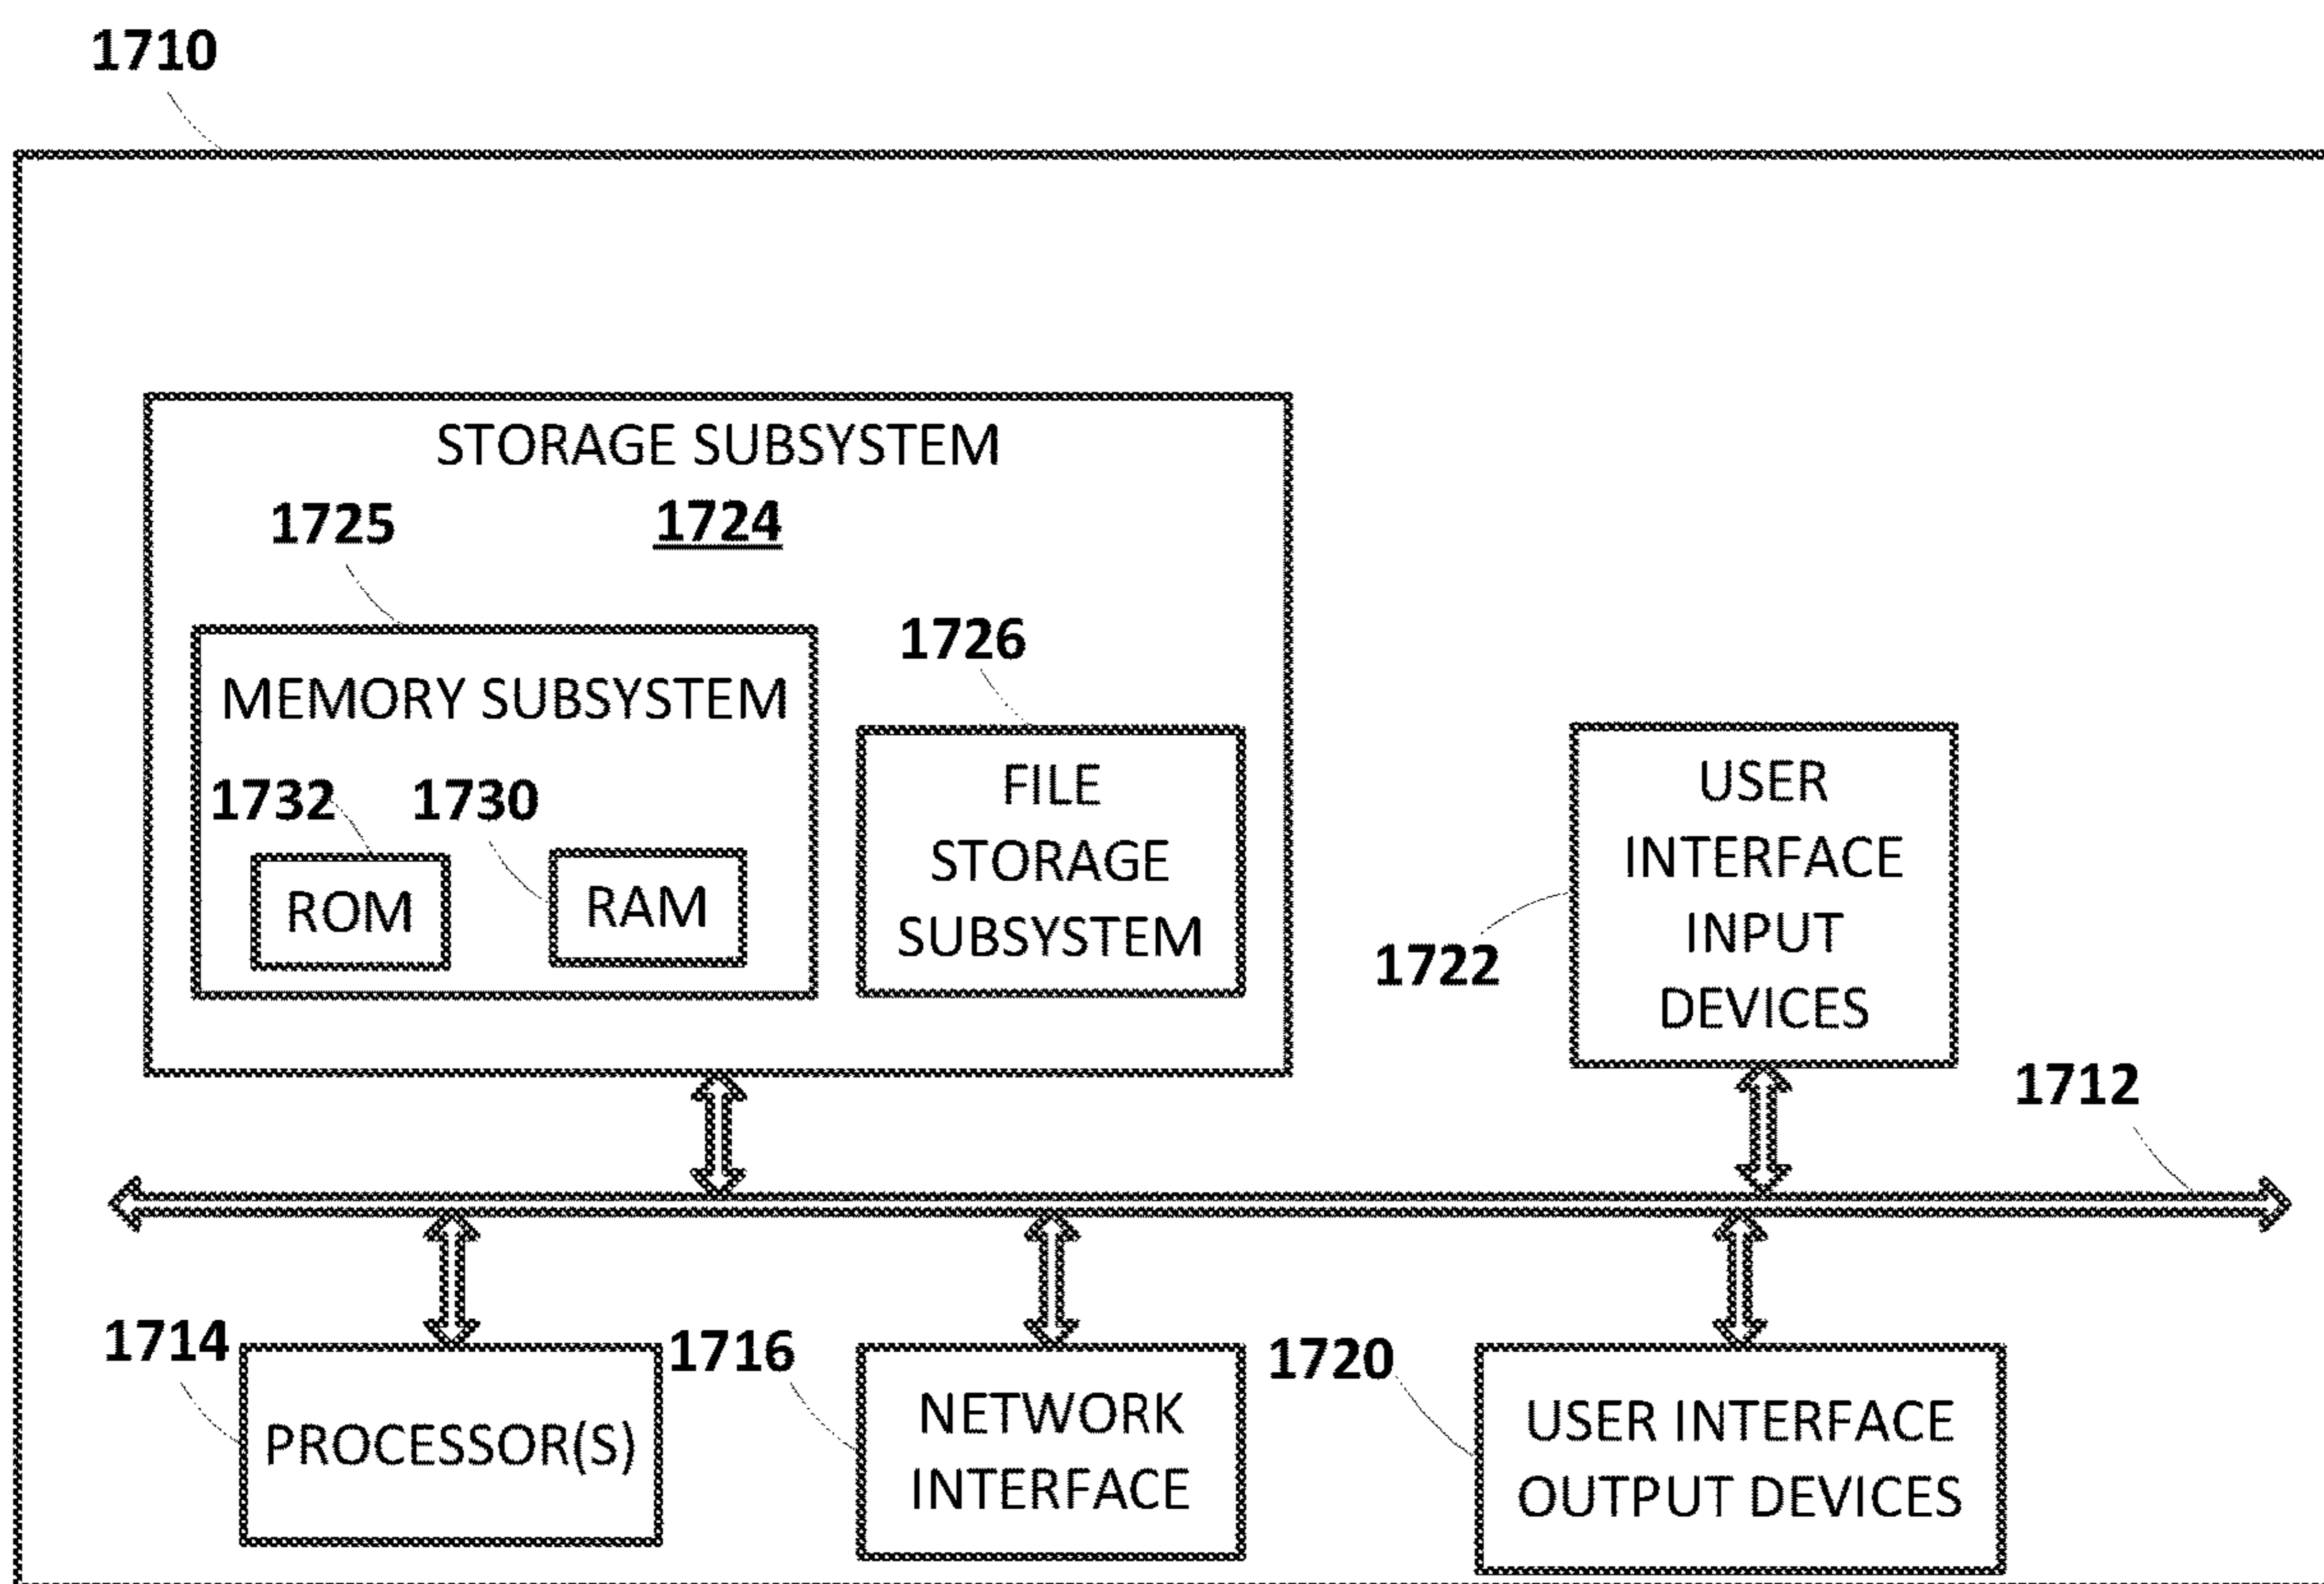 1710
STORAGE SUBSYSTEM
1725
1724
1726
MEMORY SUBSYSTEM
1732
1730
ROM
RAM
FILE
STORAGE
SUBSYSTEM
USER
INTERFACE
INPUT
DEVICES
1722
1712
1714
1716
1720
PROCESSOR(S)
NETWORK
INTERFACE
USER INTERFACE
OUTPUT DEVICES